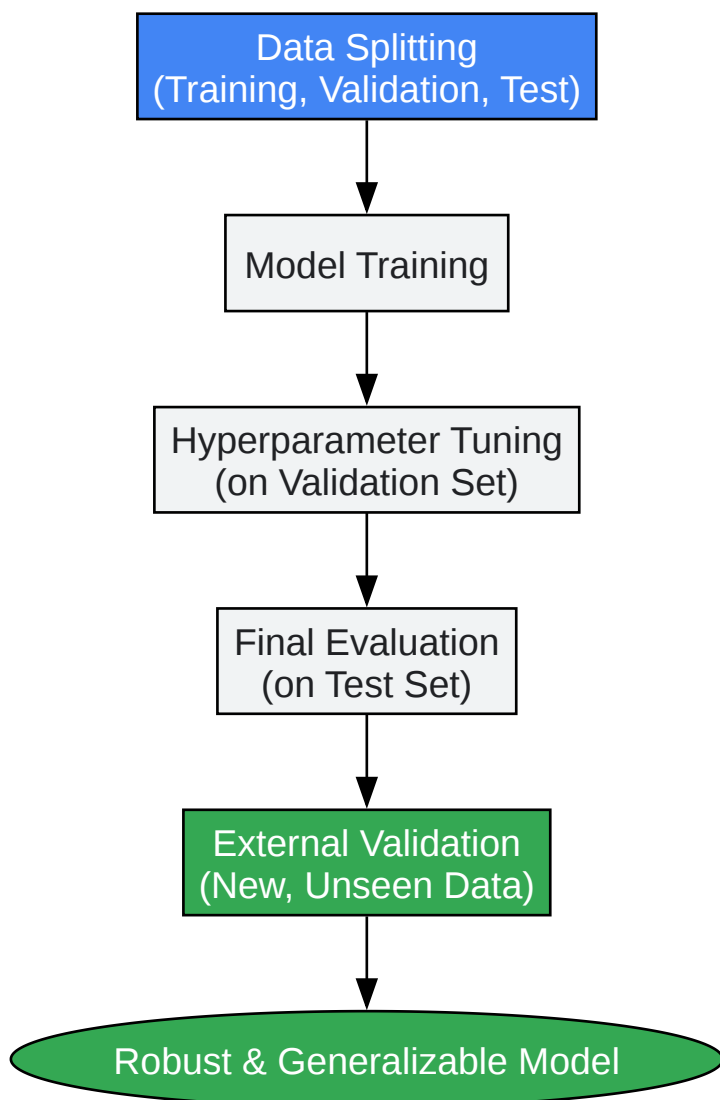 Data Splitting
(Training, Validation, Test)
Model Training
Hyperparameter Tuning
(on Validation Set)
Final Evaluation
(on Test Set)
External Validation
(New, Unseen Data)
Robust & Generalizable Model